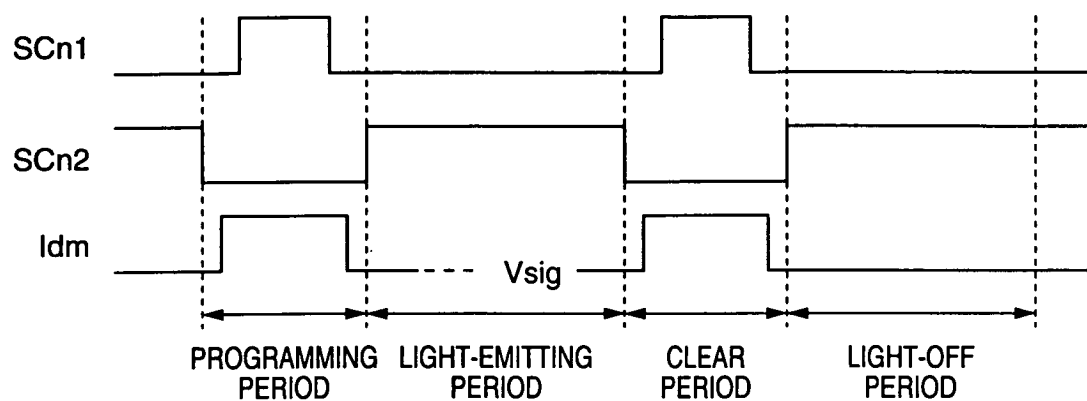 SCn1
SCn2
Idm
Vsig
PROGRAMMING PERIOD
LIGHT-EMITTING PERIOD
CLEAR PERIOD
LIGHT-OFF PERIOD